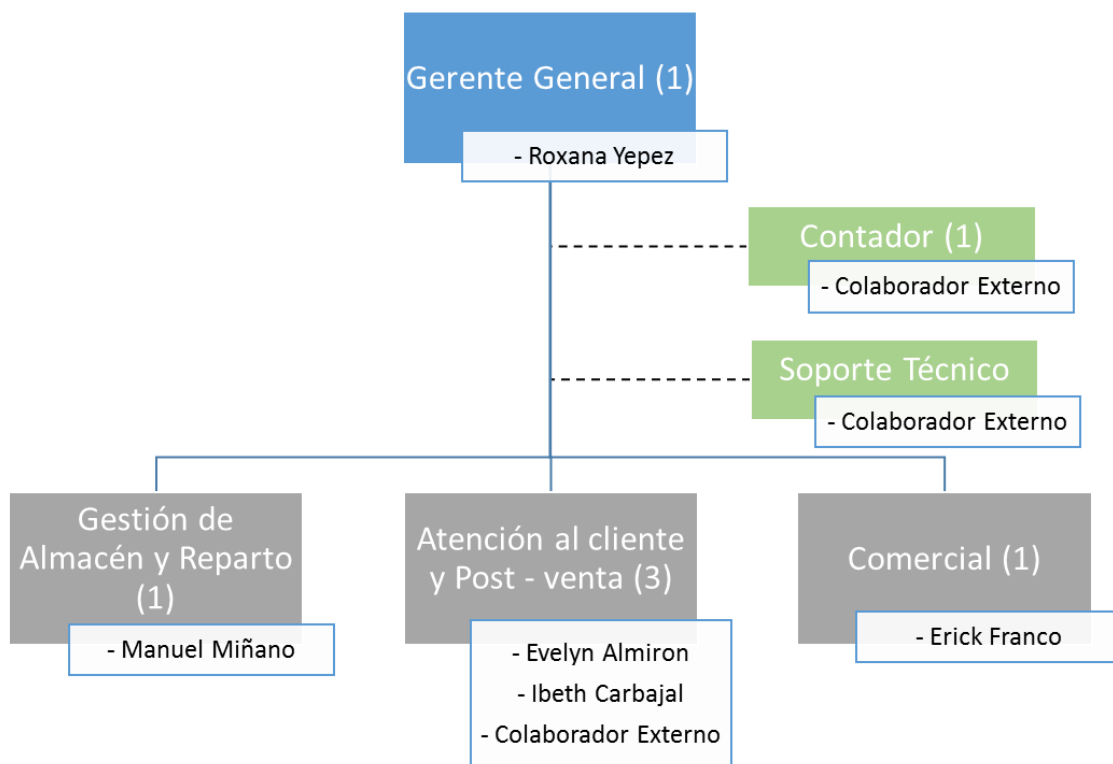 Gerente General (1)
- Roxana Yepez
Contador (1)
- Colaborador Externo
Soporte Técnico
- Colaborador Externo
Gestión de
Almacén y Reparto
(1)
- Manuel Miñano
Atención al cliente
y Post - venta (3)
- Evelyn Almiron
- Ibeth Carbajal
- Colaborador Externo
Comercial (1)
- Erick Franco